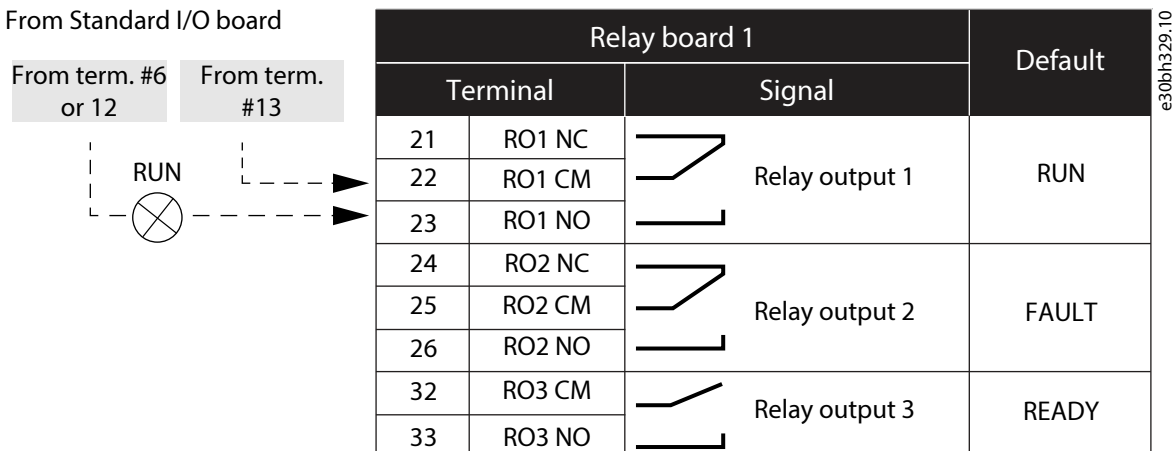 From Standard I/O board
From term. #6
or 12
From term.
#13
RUN
Relay board 1
Default
Terminal
Signal
21
RO1 NC
22
RO1 CM
23
RO1 NO
Relay output 1
RUN
24
RO2 NC
25
RO2 CM
26
RO2 NO
Relay output 2
FAULT
32
RO3 CM
33
RO3 NO
Relay output 3
READY
e30bh329.10